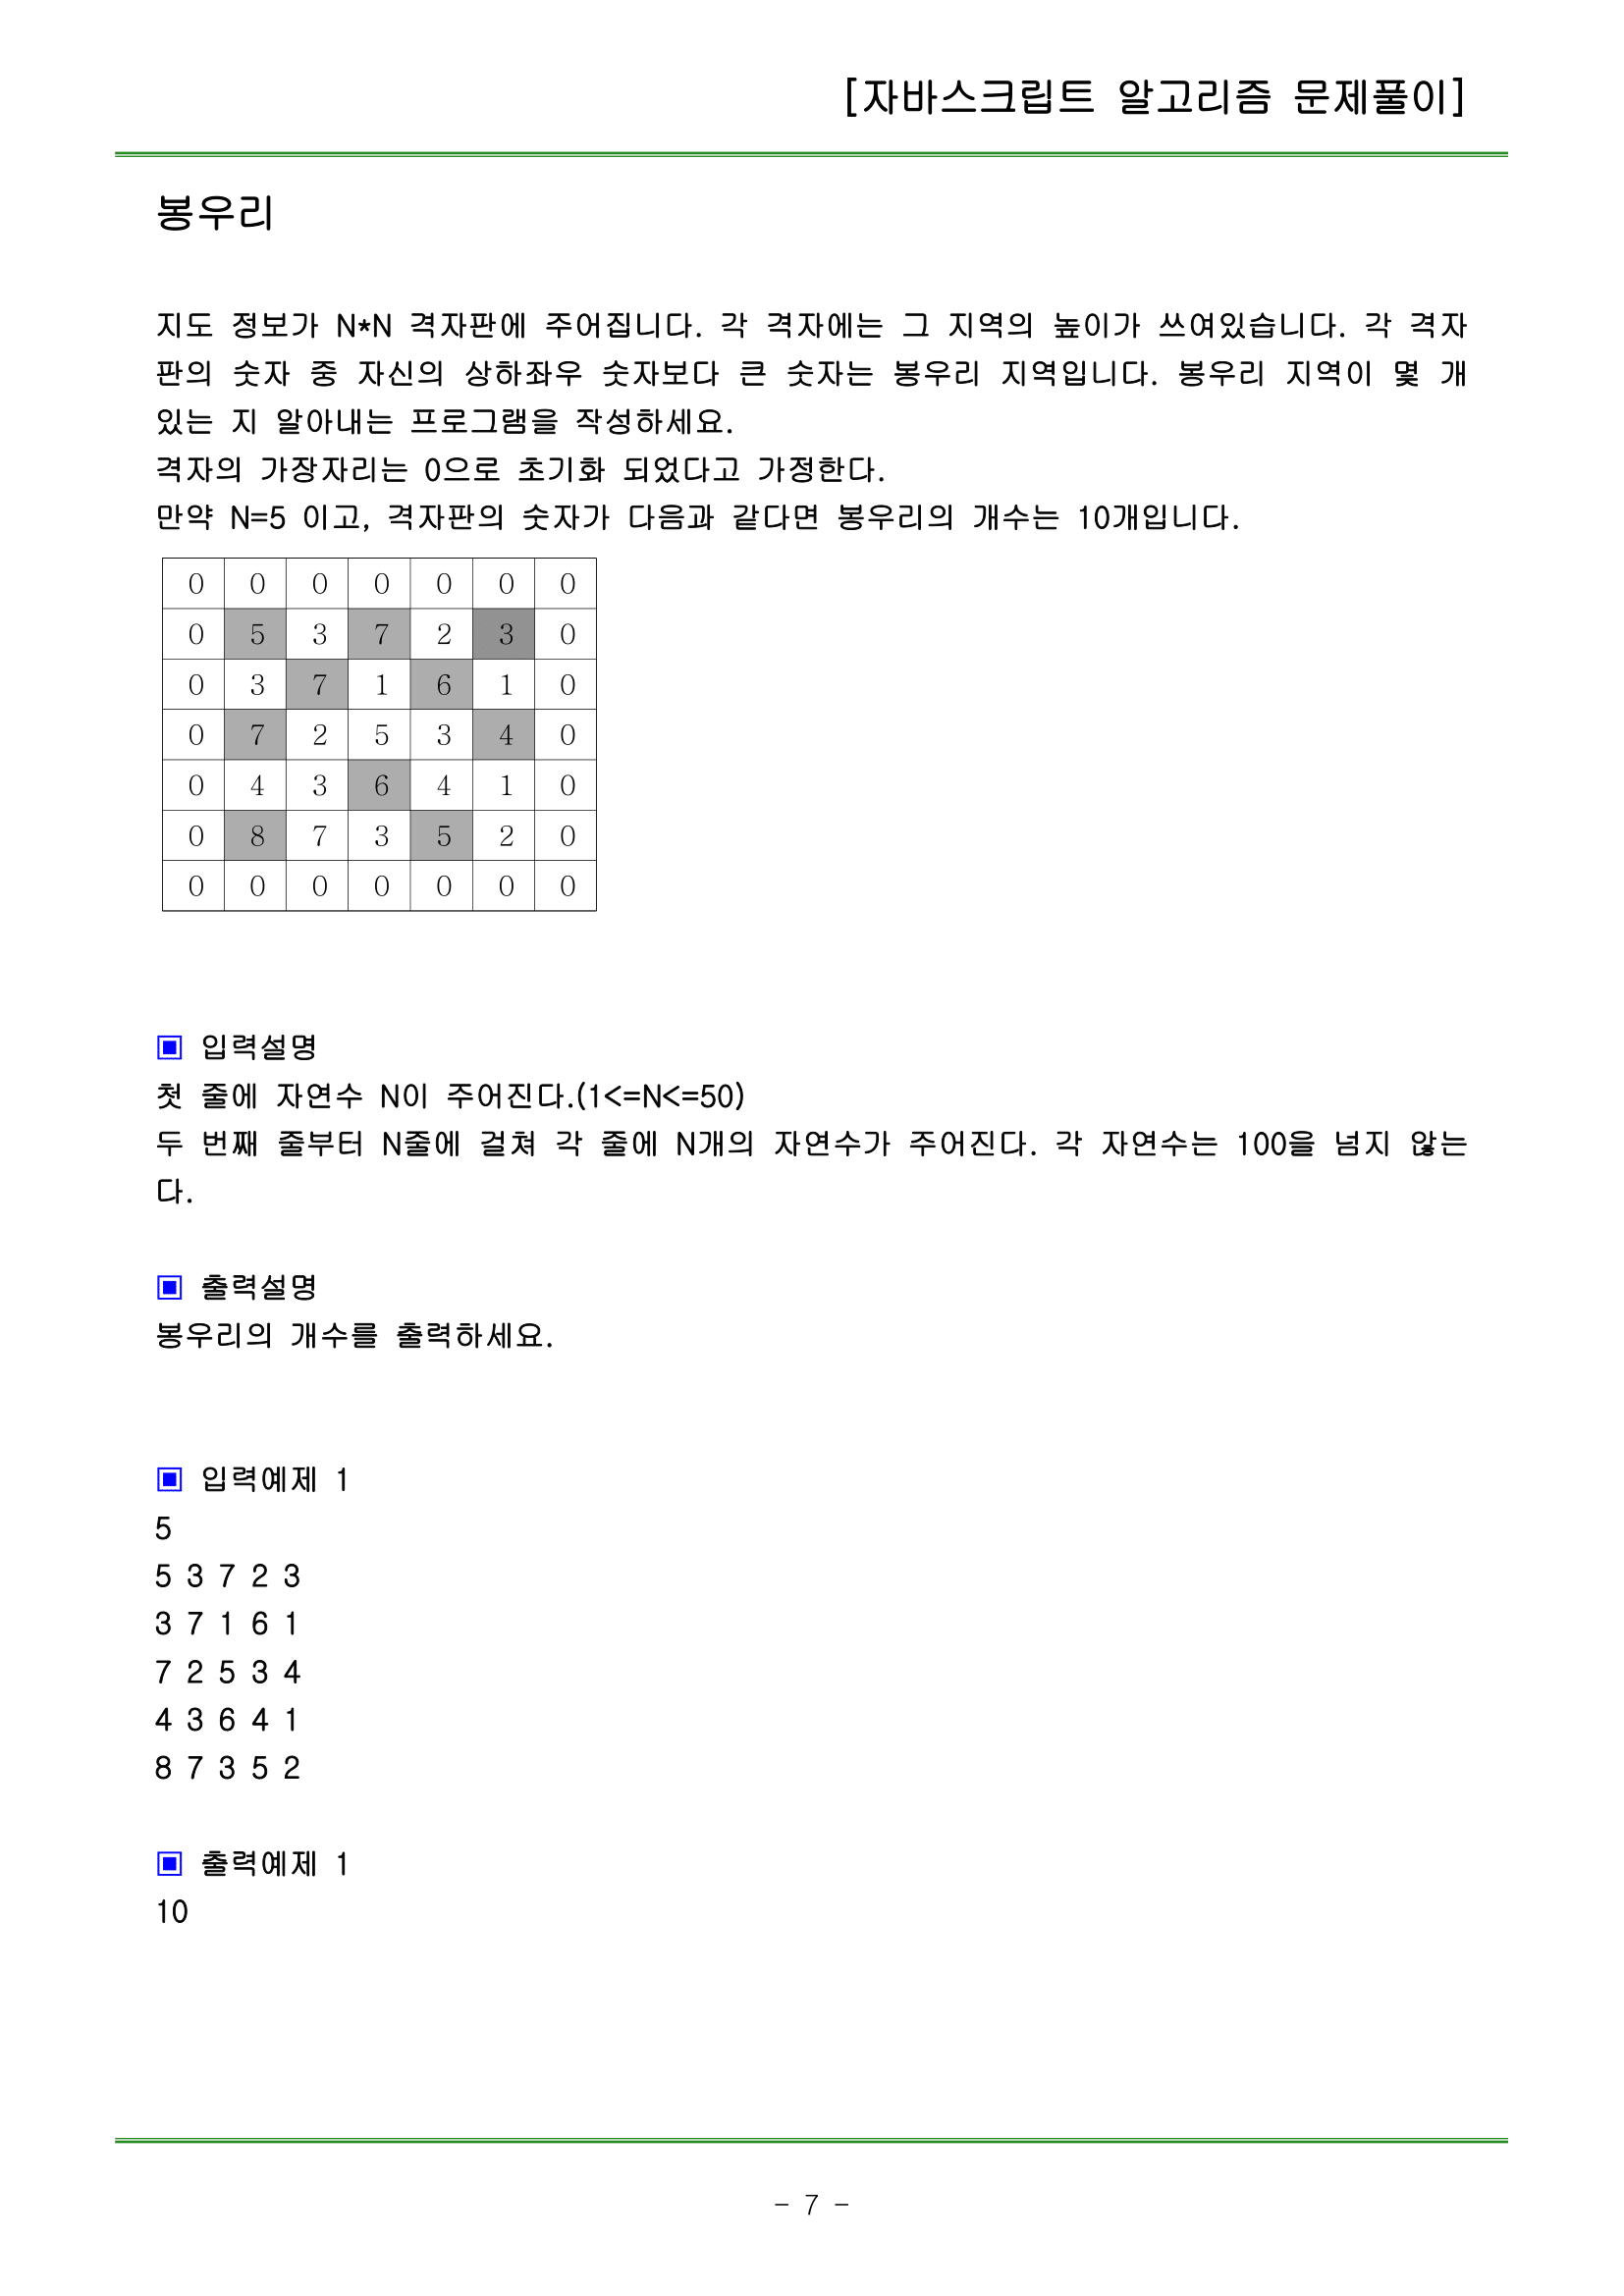 [자바스크립트 알고리즘 문제풀이]
봉우리
지도 정보가 N*N 격자판에 주어집니다. 각 격자에는 그 지역의 높이가 쓰여있습니다. 각 격자
판의 숫자 중 자신의 상하좌우 숫자보다 큰 숫자는 봉우리 지역입니다. 봉우리 지역이 몇 개
있는 지 알아내는 프로그램을 작성하세요.
격자의 가장자리는 0으로 초기화 되었다고 가정한다.
만약 N=5 이고, 격자판의 숫자가 다음과 같다면 봉우리의 개수는 10개입니다.
0 0 0 0 0 0 0
0 5 3 7 2 3 0
0 3 7 1 6 1 0
0 7 2 5 3 4 0
0 4 3 6 4 1 0
0 8 7 3 5 2 0
0 0 0 0 0 0 0
▣ 입력설명
첫 줄에 자연수 N이 주어진다.(1<=N<=50)
두 번째 줄부터 N줄에 걸쳐 각 줄에 N개의 자연수가 주어진다. 각 자연수는 100을 넘지 않는
다.
▣ 출력설명
봉우리의 개수를 출력하세요.
▣ 입력예제 1
5
5 3 7 2 3
3 7 1 6 1
7 2 5 3 4
4 3 6 4 1
8 7 3 5 2
▣ 출력예제 1
10
- 7 -